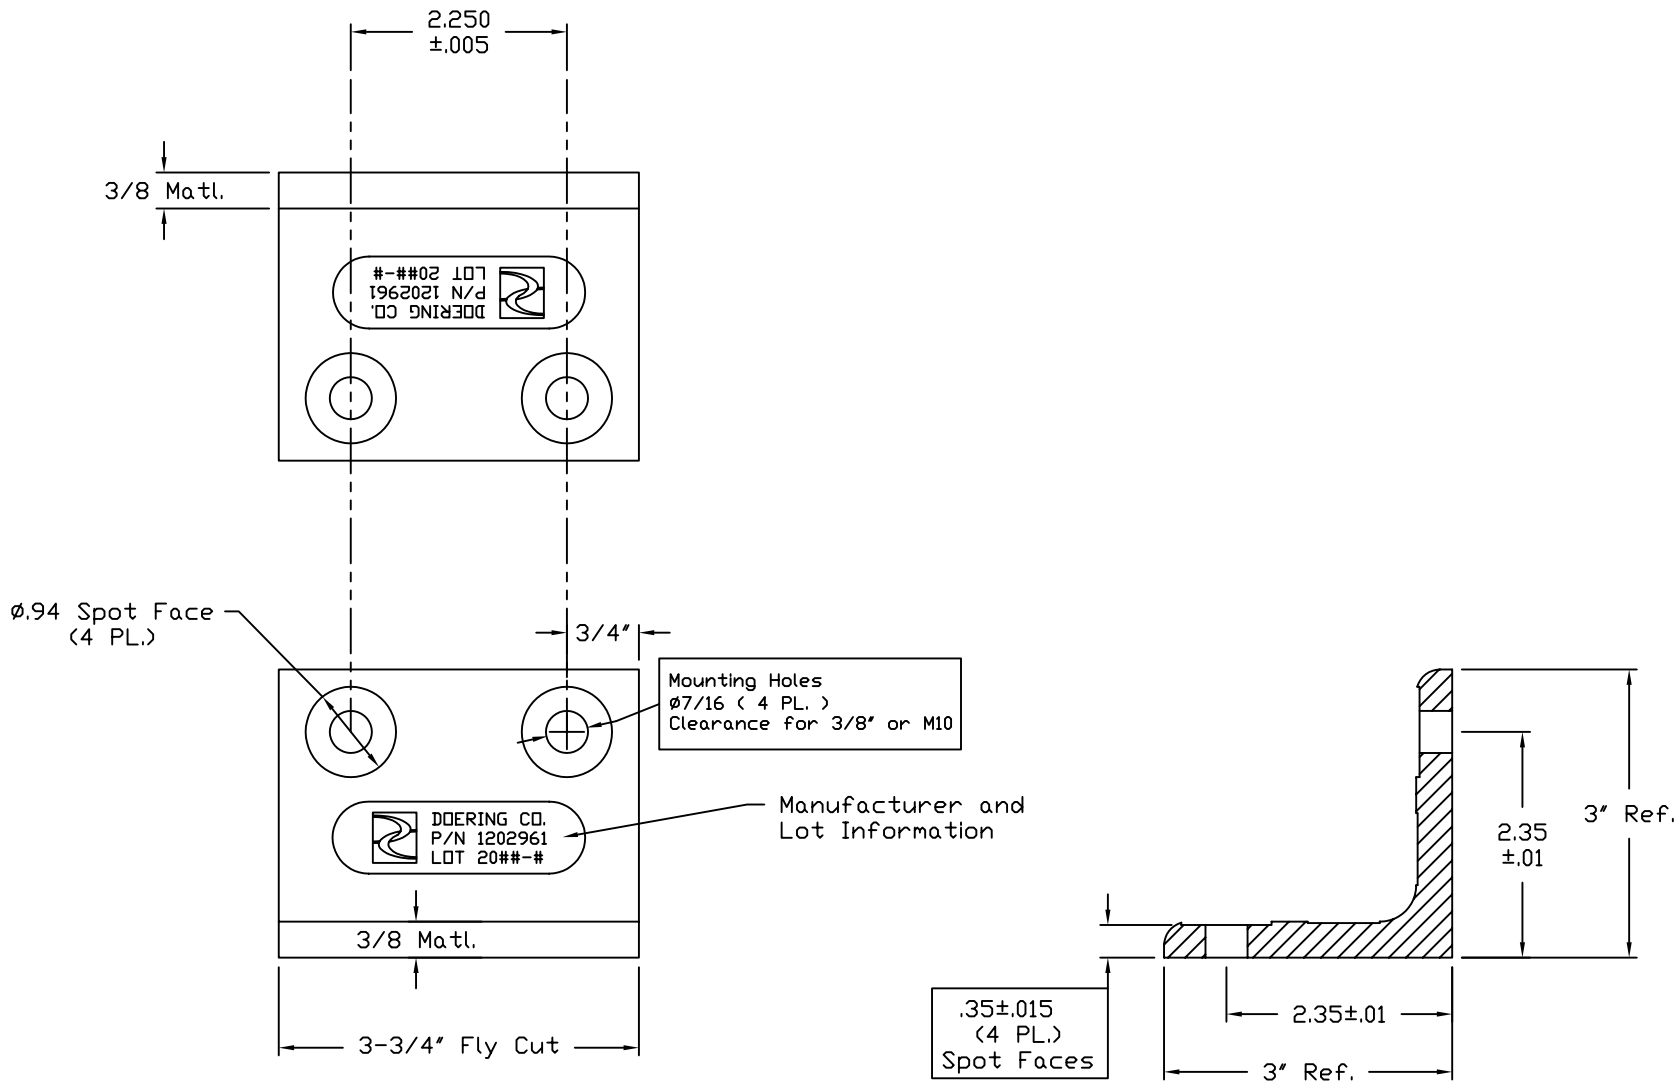 2.250
±.005
3/8 Matl.
DOERING CO.
P/N 1202961
LOT 20##-#
Ø.94 Spot Face
(4 PL.)
3/4"
Mounting Holes
Ø7/16 ( 4 PL. )
Clearance for 3/8" or M10
DOERING CO.
P/N 1202961
LOT 20##-#
Manufacturer and
Lot Information
3/8 Matl.
3-3/4" Fly Cut
3" Ref.
2.35
±.01
.35±.015
(4 PL.)
Spot Faces
2.35±.01
3" Ref.